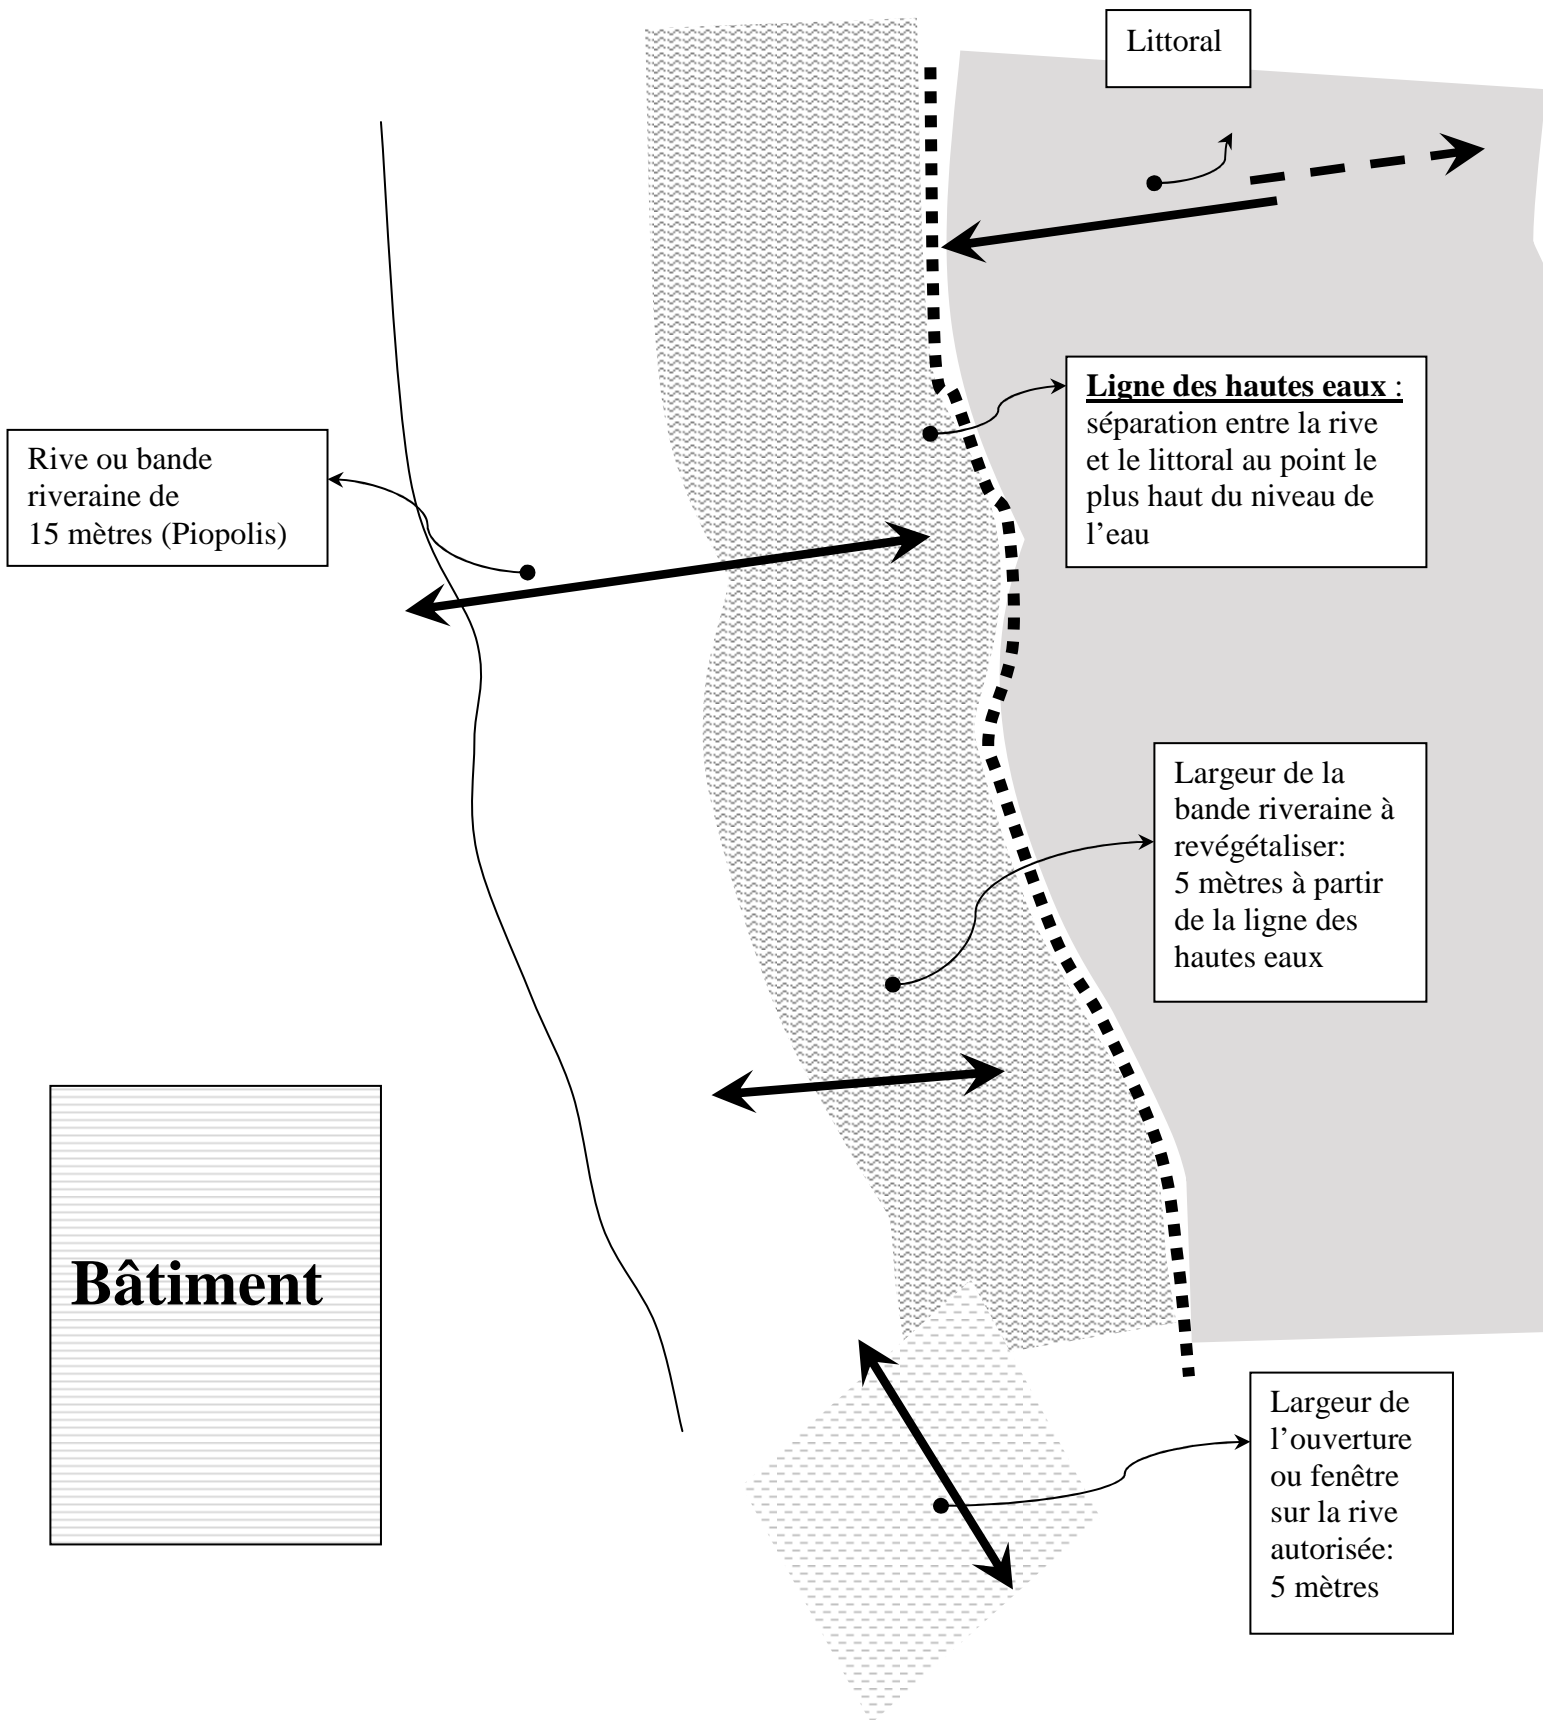 Littoral
Ligne des hautes eaux :
séparation entre la rive
et le littoral au point le
plus haut du niveau de
l’eau
Rive ou bande
riveraine de
15 mètres (Piopolis)
Largeur de la
bande riveraine à
revégétaliser:
5 mètres à partir
de la ligne des
hautes eaux
Bâtiment
Largeur de
l’ouverture
ou fenêtre
sur la rive
autorisée:
5 mètres